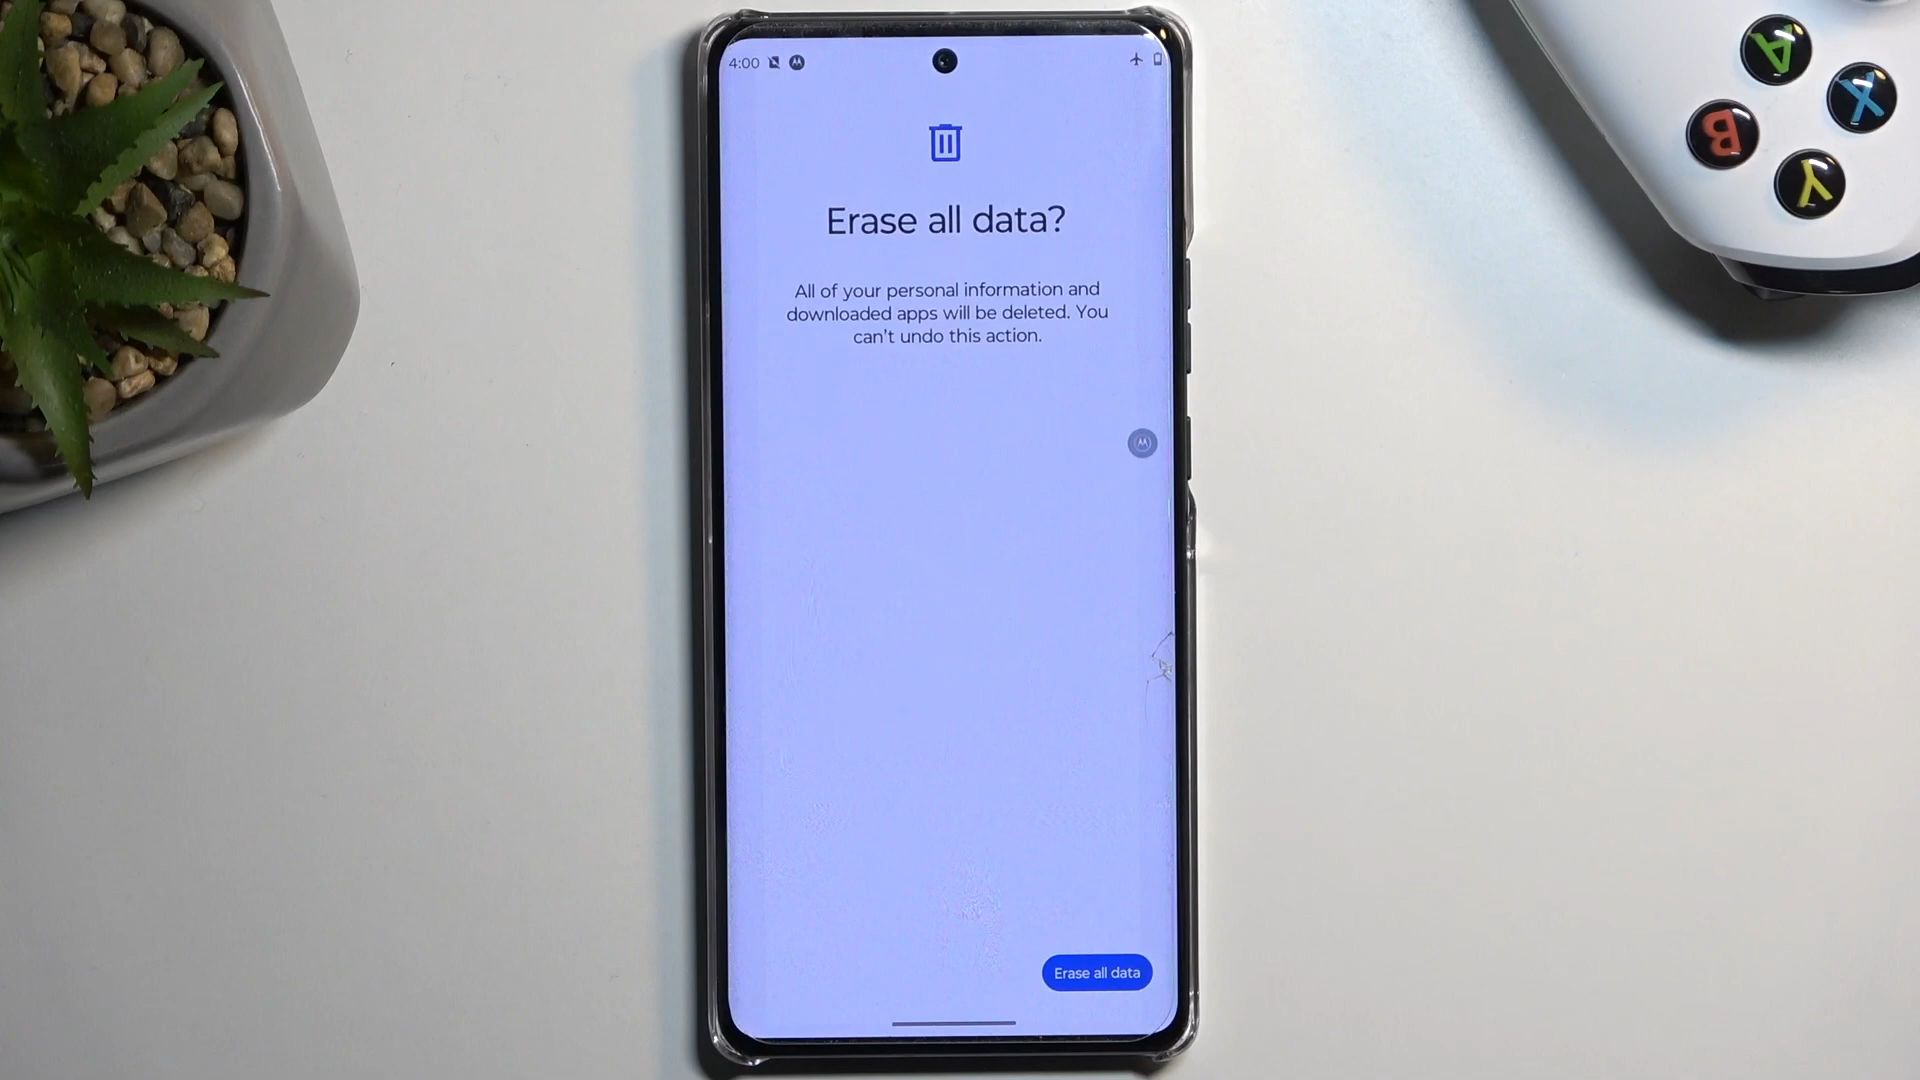 4:00
Erase all data?
All of your personal information and
downloaded apps will be deleted. You
can't undo this action.
Erase all data
A
X
B
Y